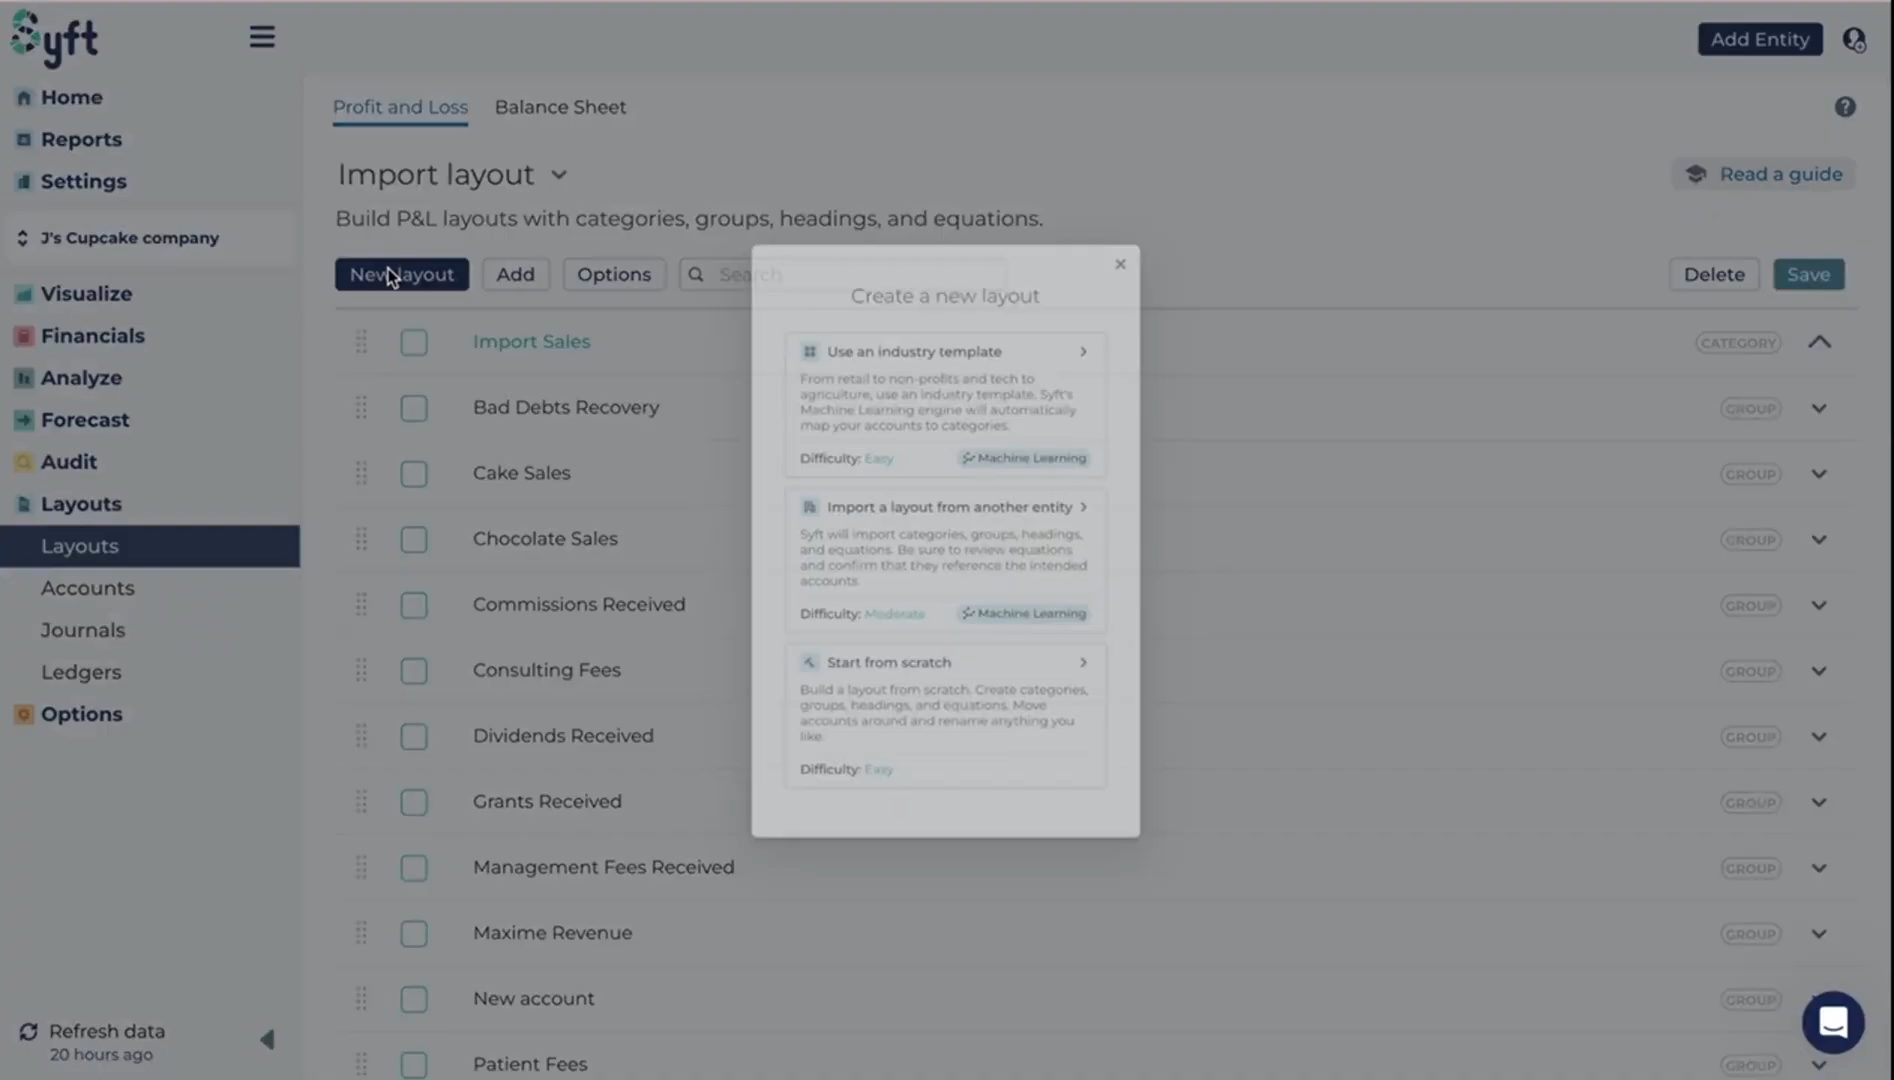 Syft
Add Entity
Home
Reports
Settings
J's Cupcake company
Visualize
Financials
Analyze
Forecast
Audit
Layouts
Layouts
Accounts
Journals
Ledgers
Options
Refresh data
20 hours ago
Profit and Loss
Balance Sheet
Import layout
Read a guide
Build P&L layouts with categories, groups, headings, and equations.
New layout
Add
Options
Search
Delete
Save
Import Sales
CATEGORY
Bad Debts Recovery
GROUP
Cake Sales
GROUP
Chocolate Sales
GROUP
Commissions Received
GROUP
Consulting Fees
GROUP
Dividends Received
GROUP
Grants Received
GROUP
Management Fees Received
GROUP
Maxime Revenue
GROUP
New account
GROUP
Patient Fees
GROUP
Create a new layout
Use an industry template
From retail to non-profits and tech to
agriculture, use an industry template. Syft's
Machine Learning engine will automatically
map your accounts to categories.
Difficulty: Easy
Machine Learning
Import a layout from another entity
Syft will import categories, groups, headings,
and equations. Be sure to review equations
and confirm that they reference the intended
accounts.
Difficulty: Moderate
Machine Learning
Start from scratch
Build a layout from scratch. Create categories,
groups, headings, and equations. Move
accounts around and rename anything you
like.
Difficulty: Easy